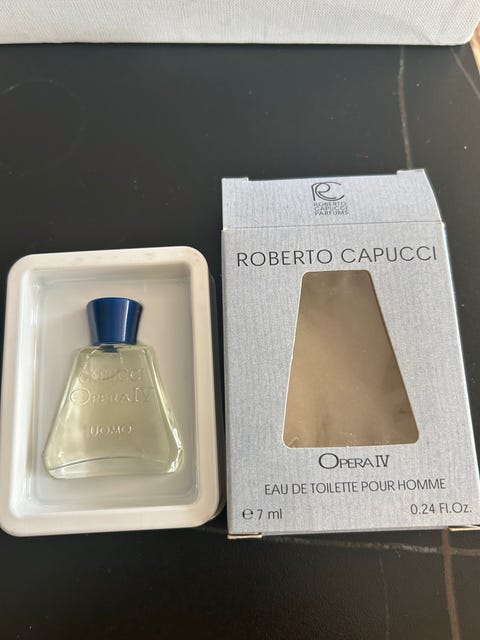 RC
ROBERTO
CAPUCCI
PARFUMS
ROBERTO CAPUCCI
OPERA IV
EAU DE TOILETTE POUR HOMME
e 7 ml
0.24 Fl.Oz.
CAPUCCI
OPERA IV
UOMO